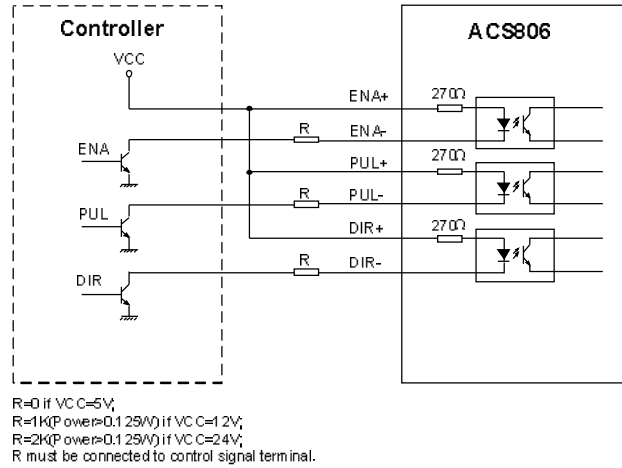 Controller
ACS806
VCC
ENA+
270Ω
ENA
R
ENA-
PUL+
270Ω
PUL
R
PUL-
DIR+
270Ω
DIR
R
DIR-
R=0 if VCC=5V;
R=1K(Power>0.125W) if VCC=12V;
R=2K(Power>0.125W) if VCC=24V;
R must be connected to control signal terminal.